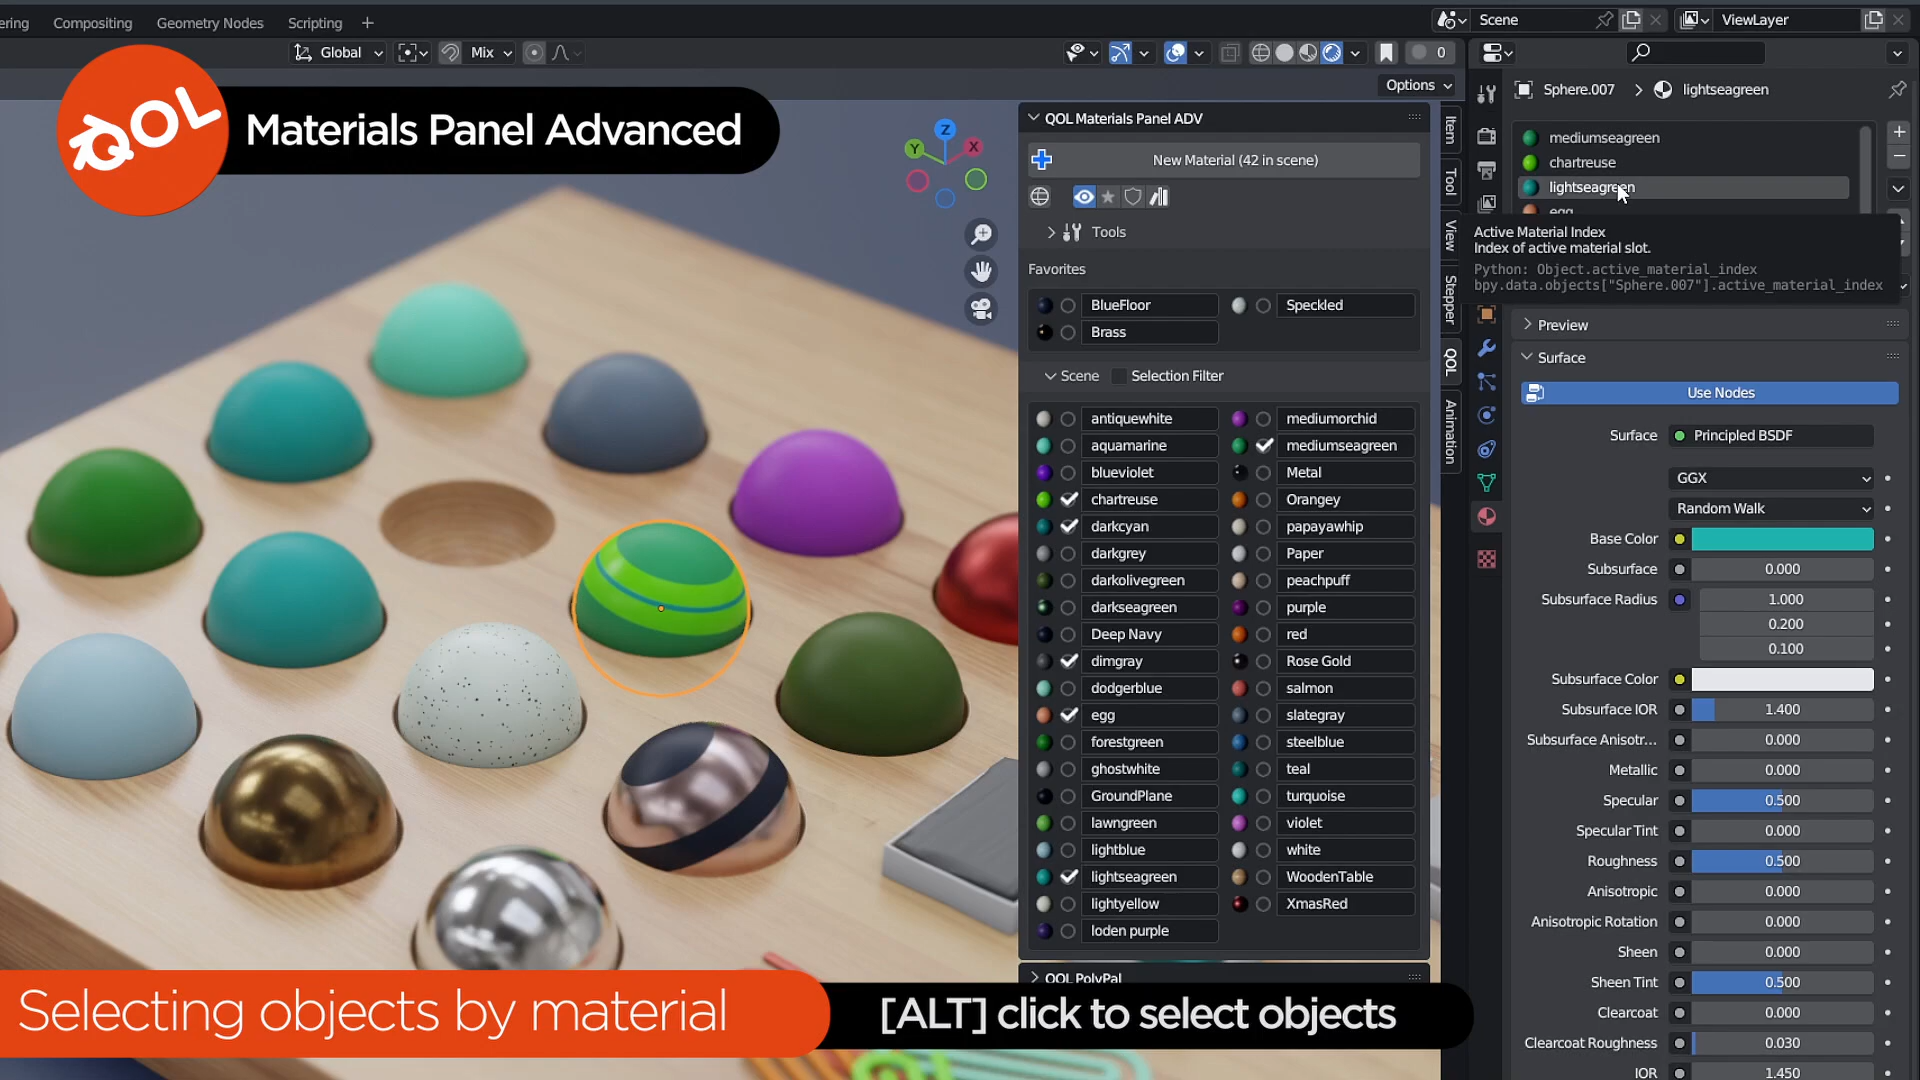 ering Compositing Geometry Nodes Scripting +
Scene
ViewLayer
Global
Mix
0
Options
QOL
Materials Panel Advanced
Z
Y
X
QOL Materials Panel ADV
New Material (42 in scene)
Tools
Favorites
BlueFloor
Speckled
Brass
Scene
Selection Filter
antiquewhite
mediumorchid
aquamarine
mediumseagreen
blueviolet
Metal
chartreuse
Orangey
darkcyan
papayawhip
darkgrey
Paper
darkolivegreen
peachpuff
darkseagreen
purple
Deep Navy
red
dimgray
Rose Gold
dodgerblue
salmon
egg
slategray
forestgreen
steelblue
ghostwhite
teal
GroundPlane
turquoise
lawngreen
violet
lightblue
white
lightseagreen
WoodenTable
lightyellow
XmasRed
loden purple
QOL PolyPal
Item
Tool
View
Stepper
QOL
Animation
Sphere.007 > lightseagreen
mediumseagreen
chartreuse
lightseagreen
egg
Active Material Index
Index of active material slot.
Python: Object.active_material_index
bpy.data.objects["Sphere.007"].active_material_index
Preview
Surface
Use Nodes
Surface Principled BSDF
GGX
Random Walk
Base Color
Subsurface 0.000
Subsurface Radius 1.000
0.200
0.100
Subsurface Color
Subsurface IOR 1.400
Subsurface Anisotr... 0.000
Metallic 0.000
Specular 0.500
Specular Tint 0.000
Roughness 0.500
Anisotropic 0.000
Anisotropic Rotation 0.000
Sheen 0.000
Sheen Tint 0.500
Clearcoat 0.000
Clearcoat Roughness 0.030
IOR 1.450
Selecting objects by material
[ALT] click to select objects